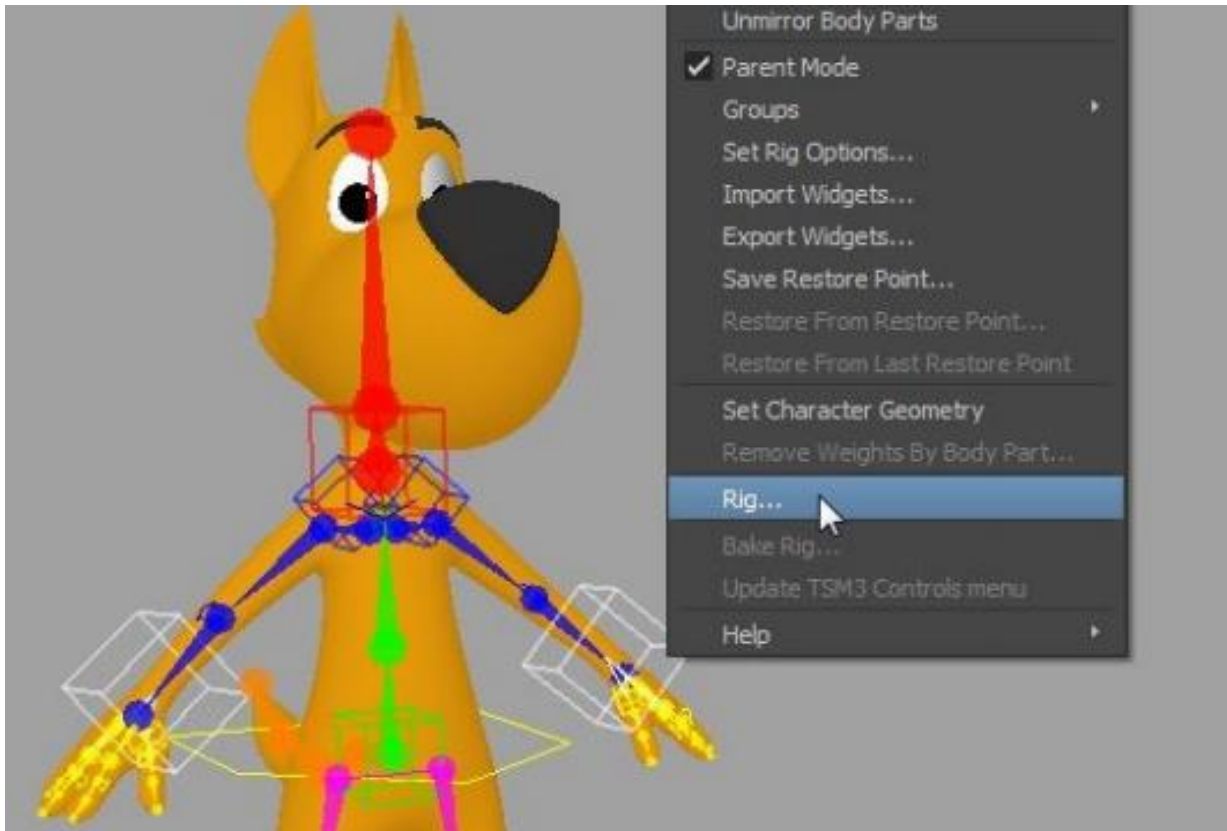 Unmirror Body Parts
Parent Mode
Groups
Set Rig Options...
Import Widgets...
Export Widgets...
Save Restore Point...
Restore From Restore Point...
Restore From Last Restore Point
Set Character Geometry
Remove Weights By Body Part...
Rig...
Bake Rig...
Update TSM3 Controls menu
Help